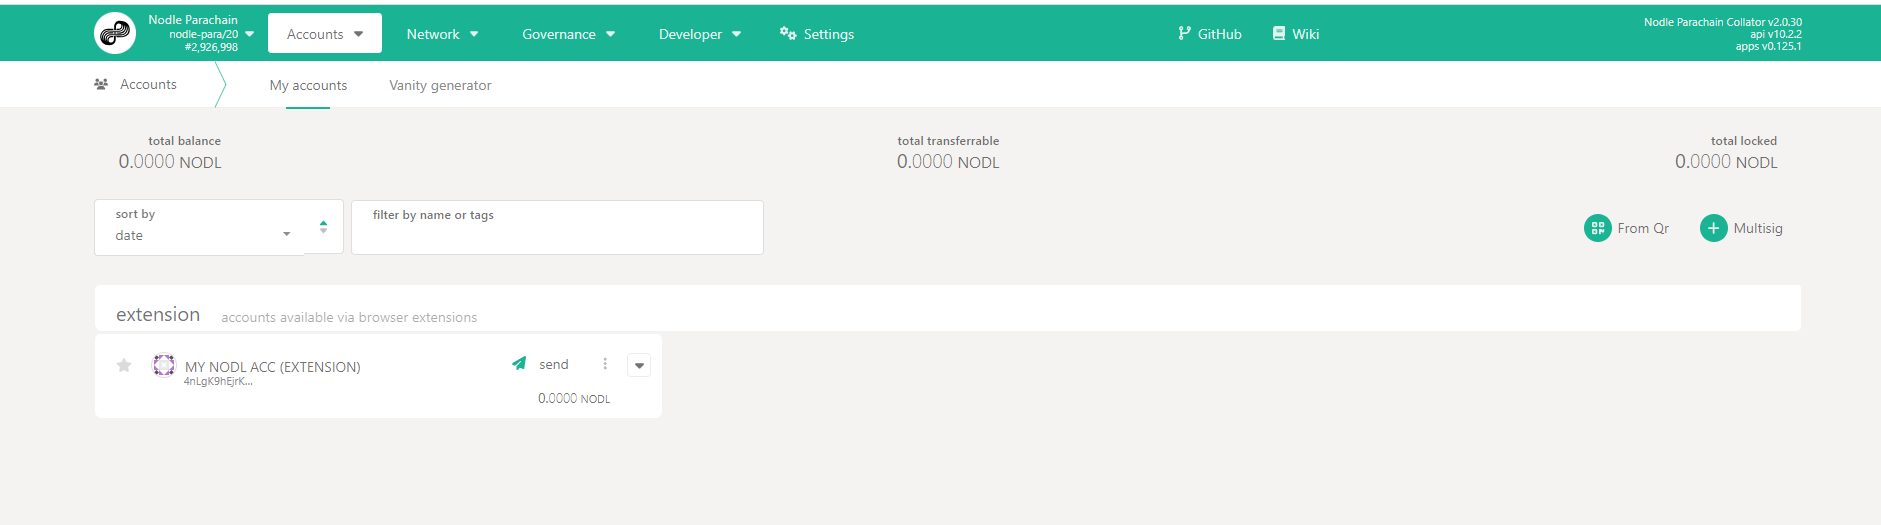 Nodle Parachain
nodle-para/20
#2,926,998
Accounts
Network
Governance
Developer
Settings
GitHub
Wiki
Nodle Parachain Collator v2.0.30
api v10.2.2
apps v0.125.1
Accounts
My accounts
Vanity generator
total balance
0.0000 NODL
total transferrable
0.0000 NODL
total locked
0.0000 NODL
sort by
date
filter by name or tags
From Qr
Multisig
extension accounts available via browser extensions
MY NODL ACC (EXTENSION)
4nLgK9hEjrK...
send
0.0000 NODL